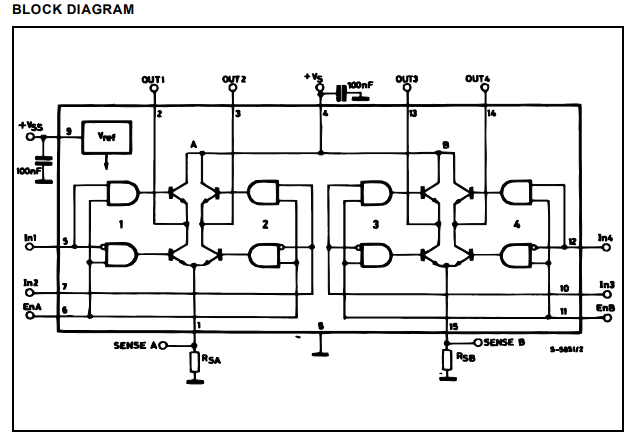 BLOCK DIAGRAM
OUT1 OUT2 +Vs 100nF OUT3 OUT4
2 3 4 13 14
+VSS 9 Vref
A B
100nF
1 2 3 4
In1 5 12 In4
In2 7 10 In3
EnA 6 11 EnB
1 8 15
SENSE A SENSE B S-5851/2
RSA RSB